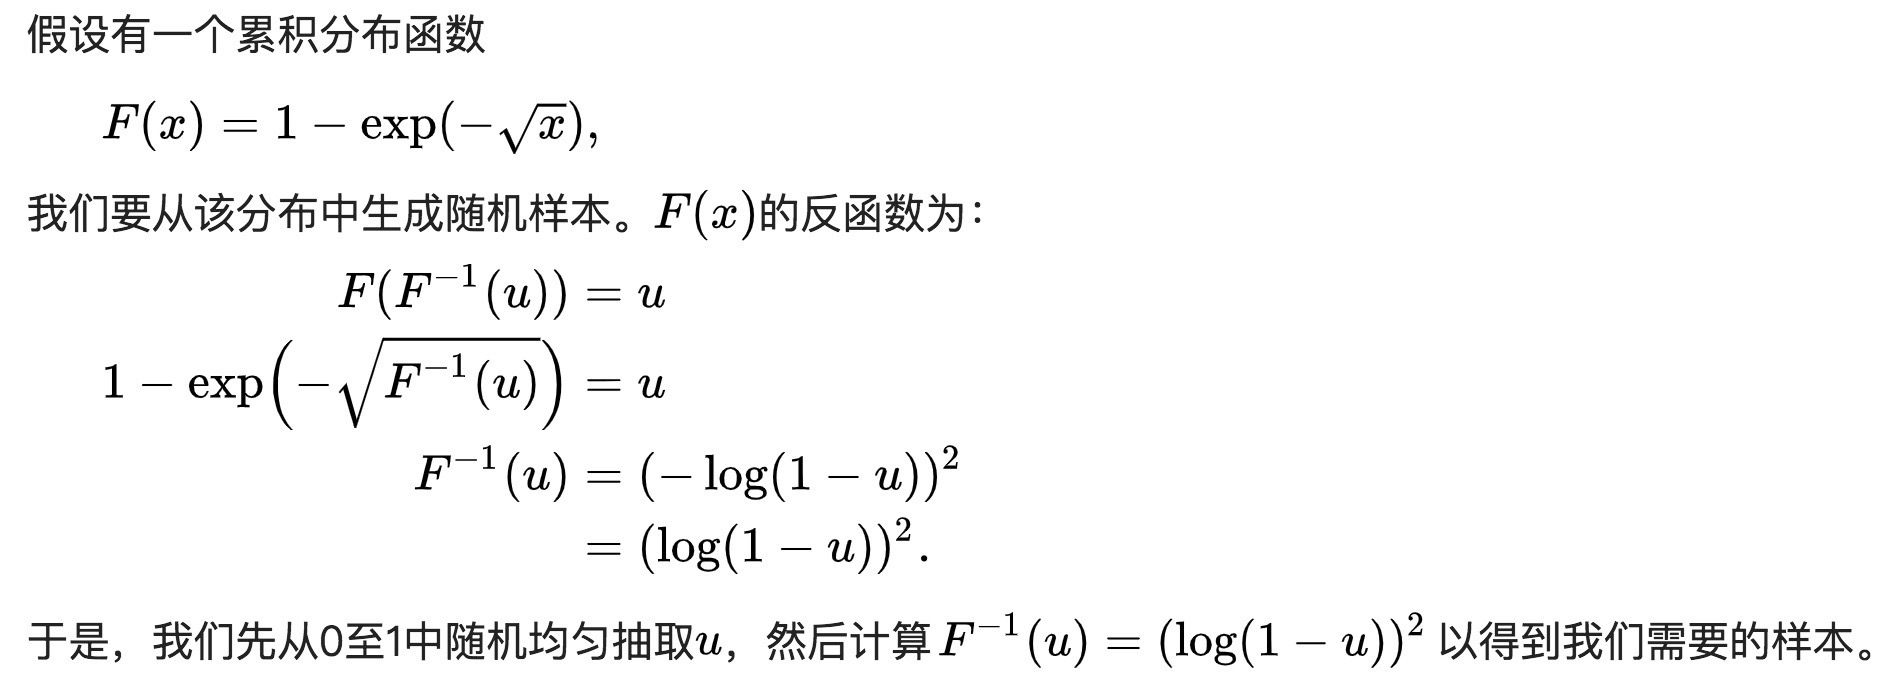 假设有一个累积分布函数
F(x) = 1 − exp(−√x),
我们要从该分布中生成随机样本。F(x)的反函数为：
F(F⁻¹(u)) = u
1 − exp(−√(F⁻¹(u))) = u
F⁻¹(u) = (− log(1 − u))²
= (log(1 − u))².
于是，我们先从0至1中随机均匀抽取u，然后计算 F⁻¹(u) = (log(1 − u))² 以得到我们需要的样本。